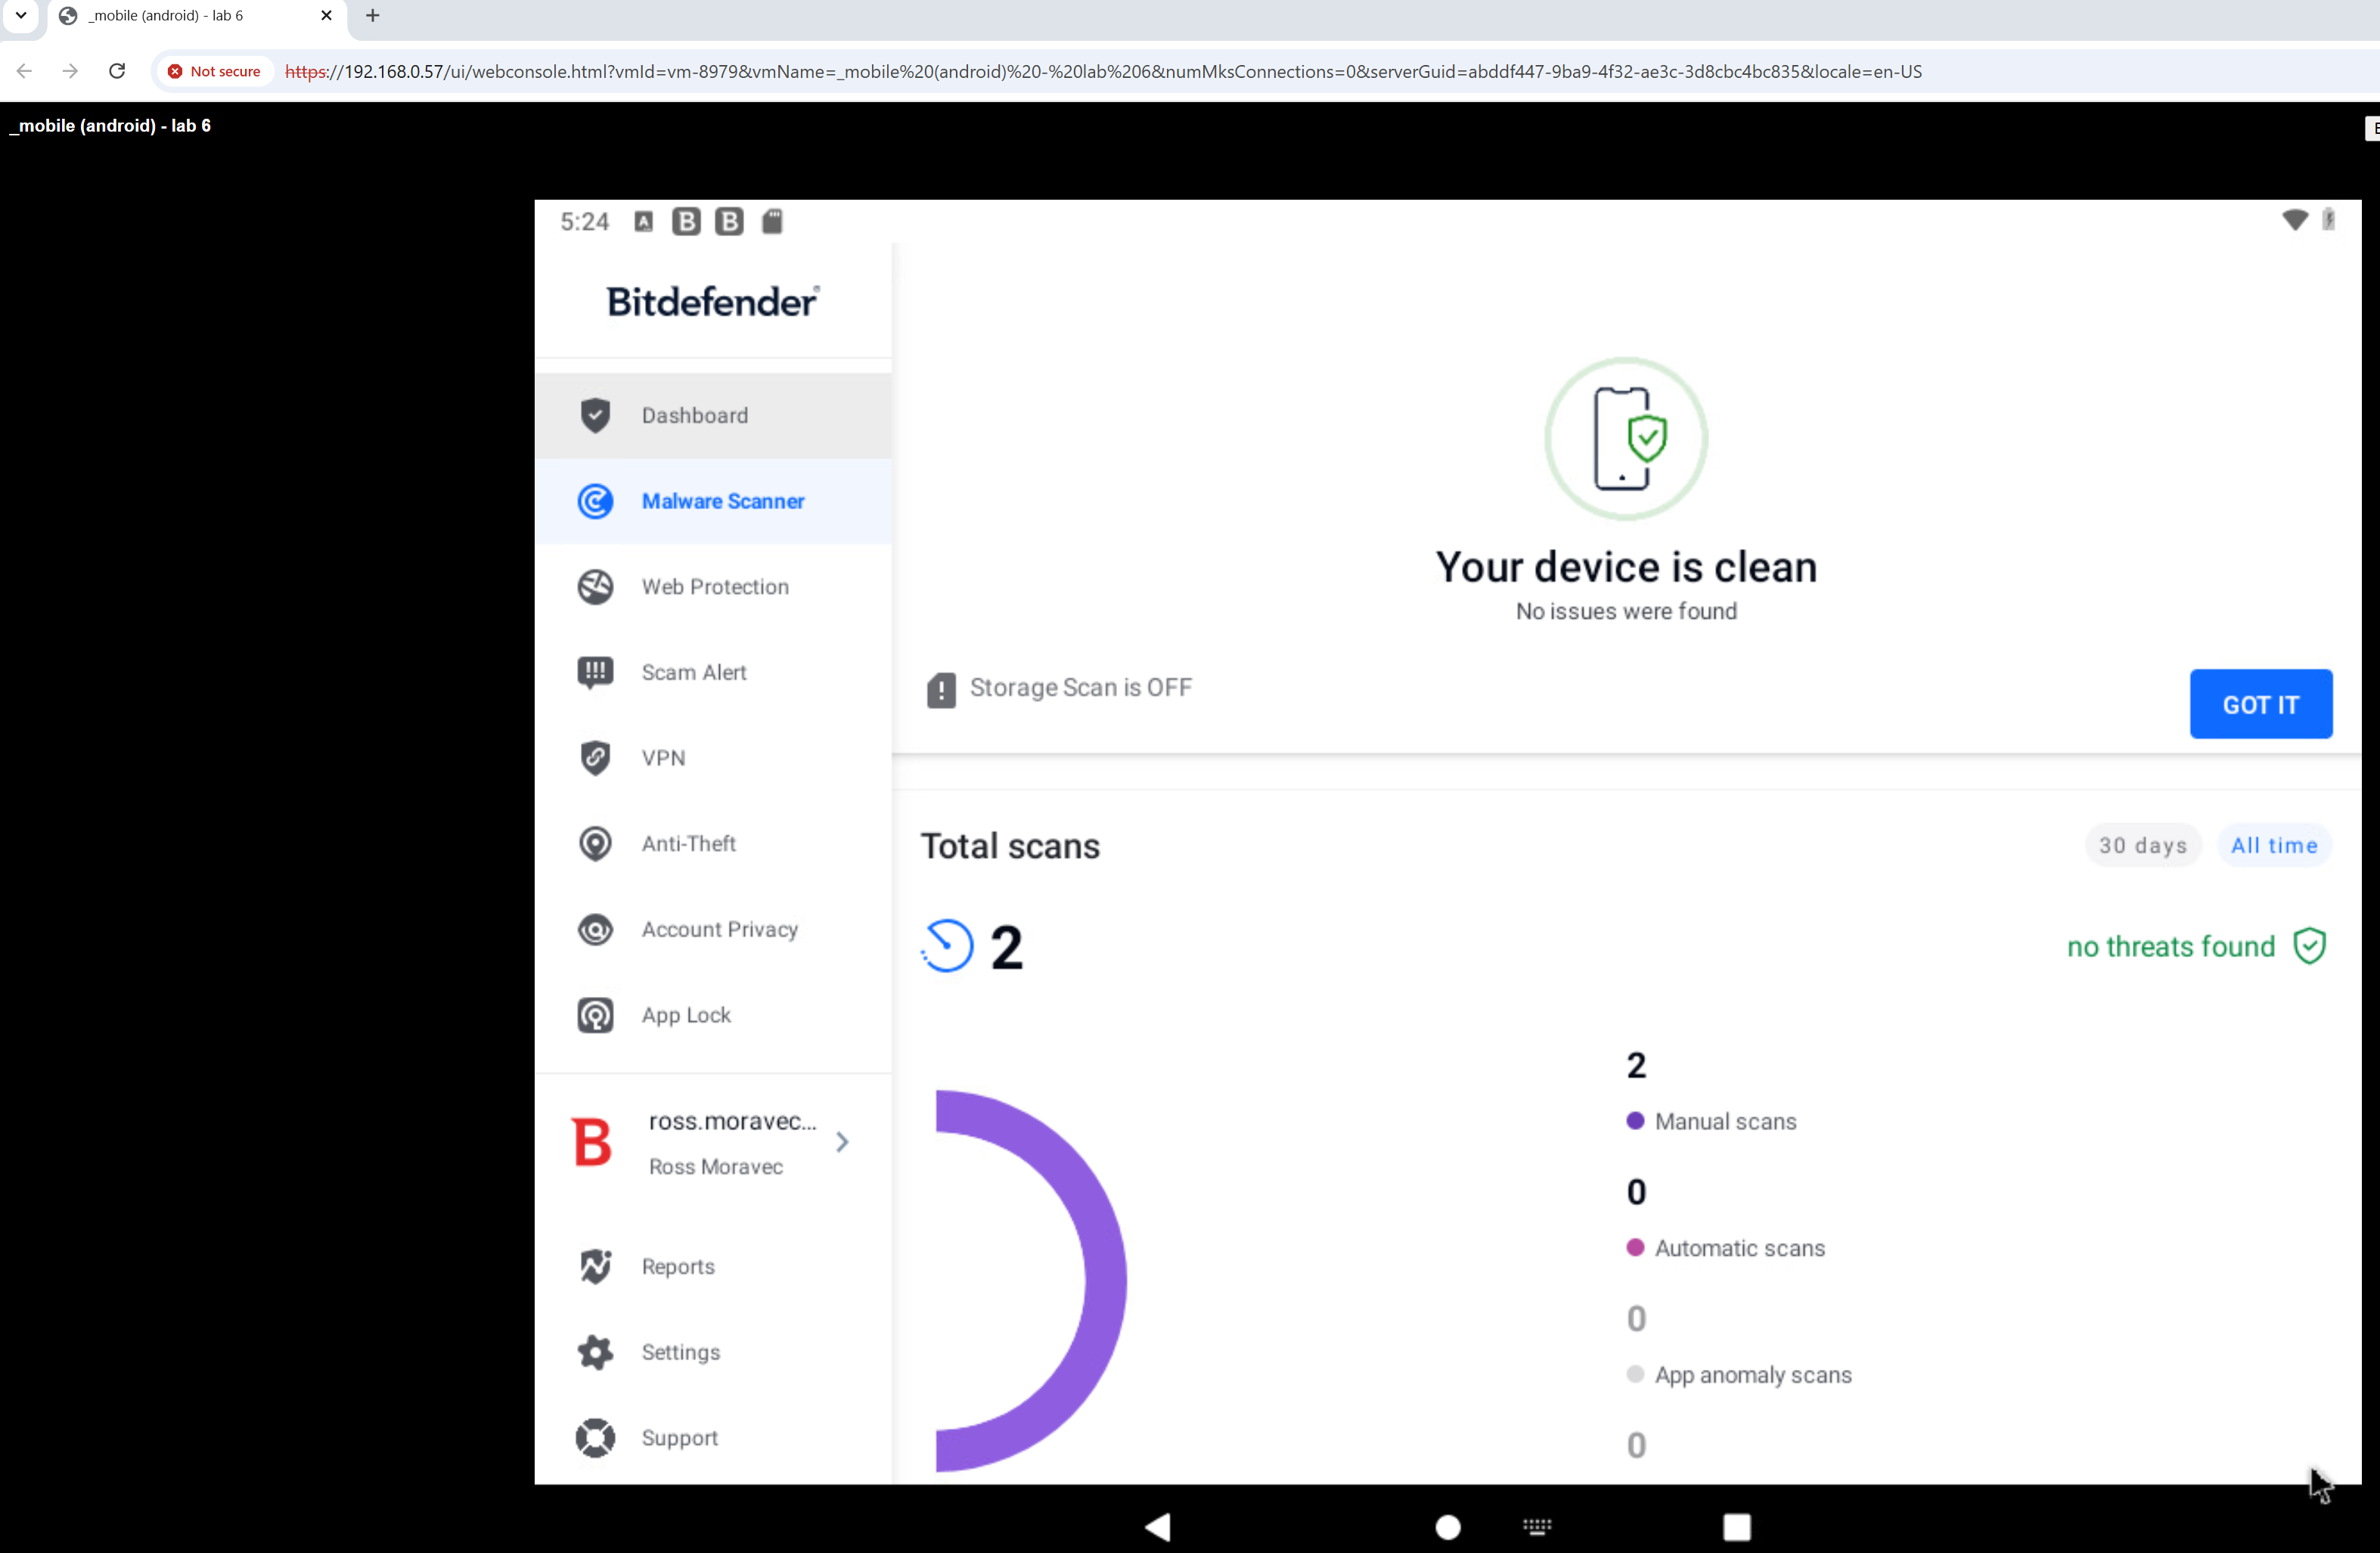 _mobile (android) - lab 6
Not secure
https://192.168.0.57/ui/webconsole.html?vmId=vm-8979&vmName=_mobile%20(android)%20-%20lab%206&numMksConnections=0&serverGuid=abddf447-9ba9-4f32-ae3c-3d8cbc4bc835&locale=en-US
_mobile (android) - lab 6
5:24 A B B
Bitdefender®
Dashboard
Malware Scanner
Web Protection
Scam Alert
VPN
Anti-Theft
Account Privacy
App Lock
B
ross.moravec...
Ross Moravec
Reports
Settings
Support
Your device is clean
No issues were found
Storage Scan is OFF
GOT IT
Total scans
30 days
All time
2
no threats found
2
Manual scans
0
Automatic scans
0
App anomaly scans
0